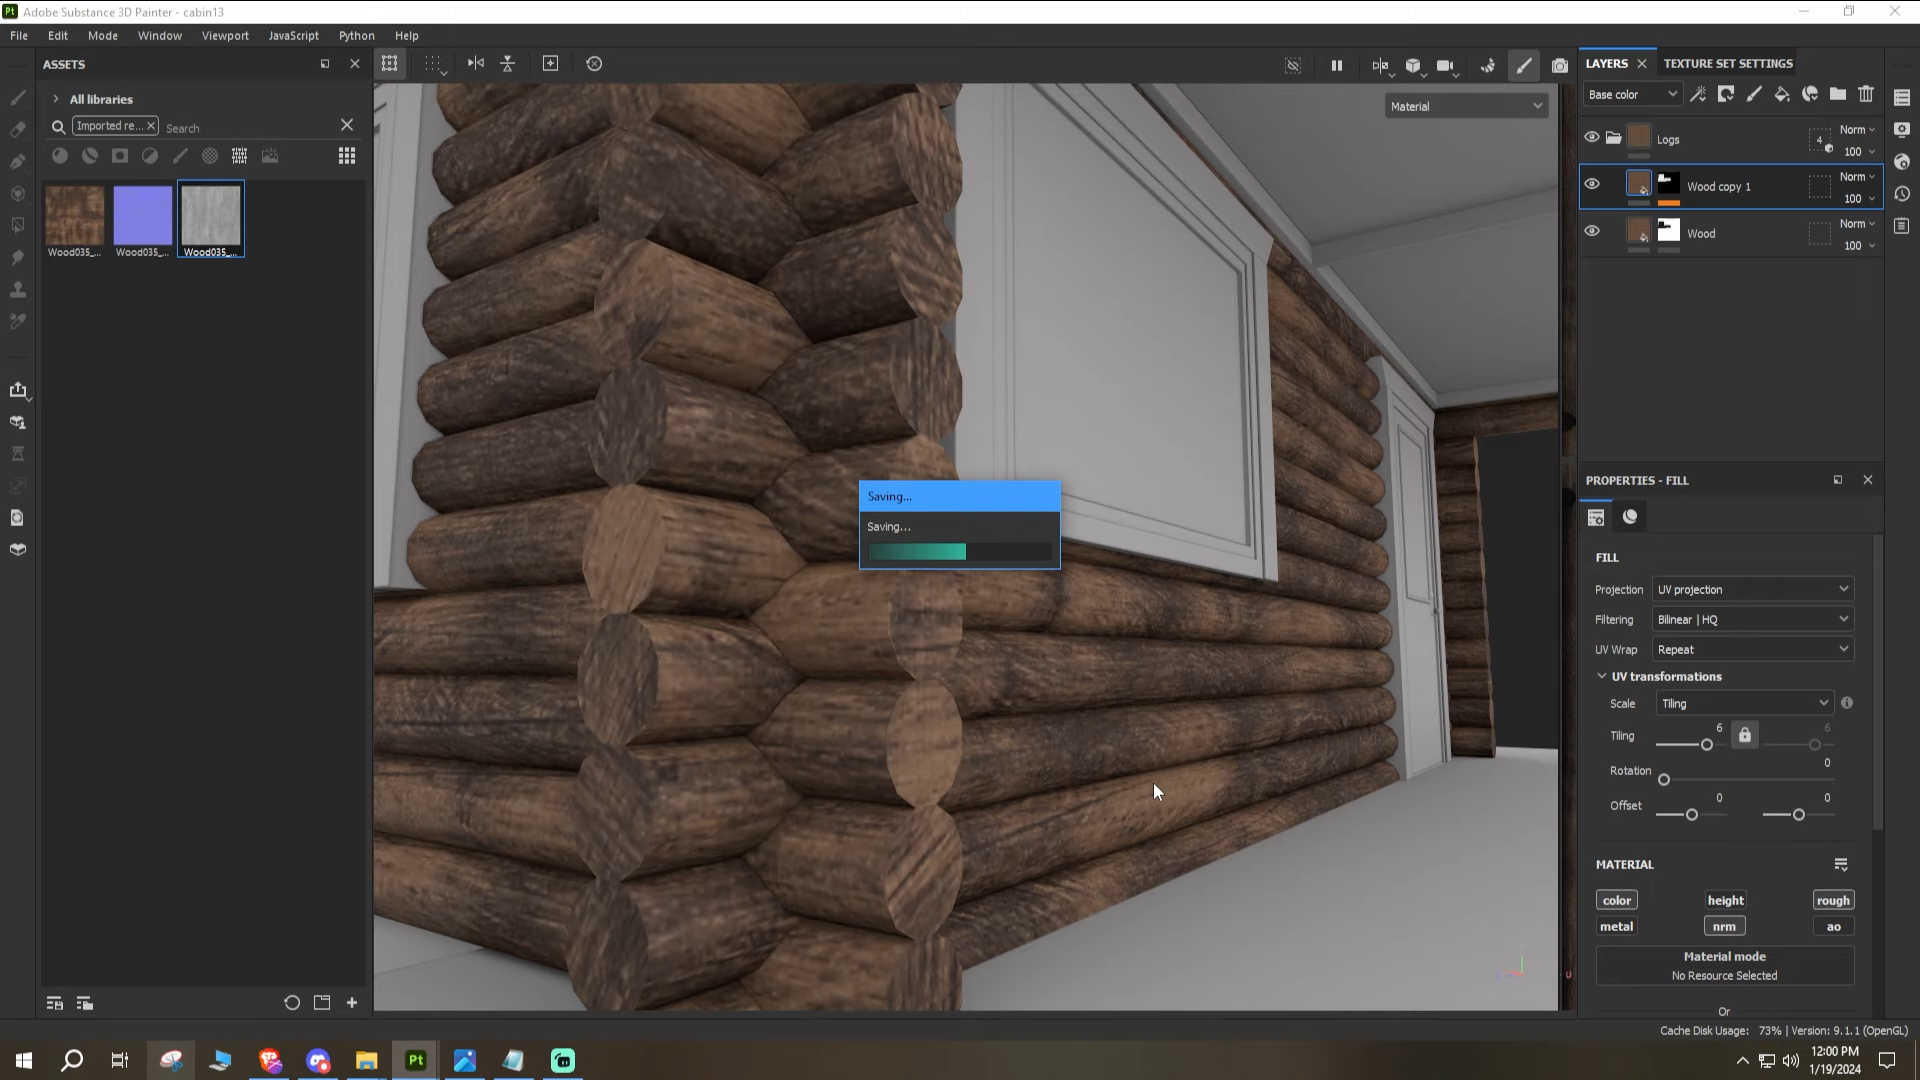 Pt Adobe Substance 3D Painter - cabin13
File Edit Mode Window Viewport JavaScript Python Help
ASSETS
All libraries
Imported re... Search
Wood035_... Wood035_... Wood035_...
Material
Saving...
Saving...
LAYERS TEXTURE SET SETTINGS
Base color
Logs 4 Norm
100
Wood copy 1 Norm
100
Wood Norm
100
PROPERTIES - FILL
FILL
Projection UV projection
Filtering Bilinear | HQ
UV Wrap Repeat
UV transformations
Scale Tiling
Tiling 6 6
Rotation 0
Offset 0 0
MATERIAL
color height rough
metal nrm ao
Material mode
No Resource Selected
Or
Cache Disk Usage: 73% | Version: 9.1.1 (OpenGL)
Pt
12:00 PM
1/19/2024